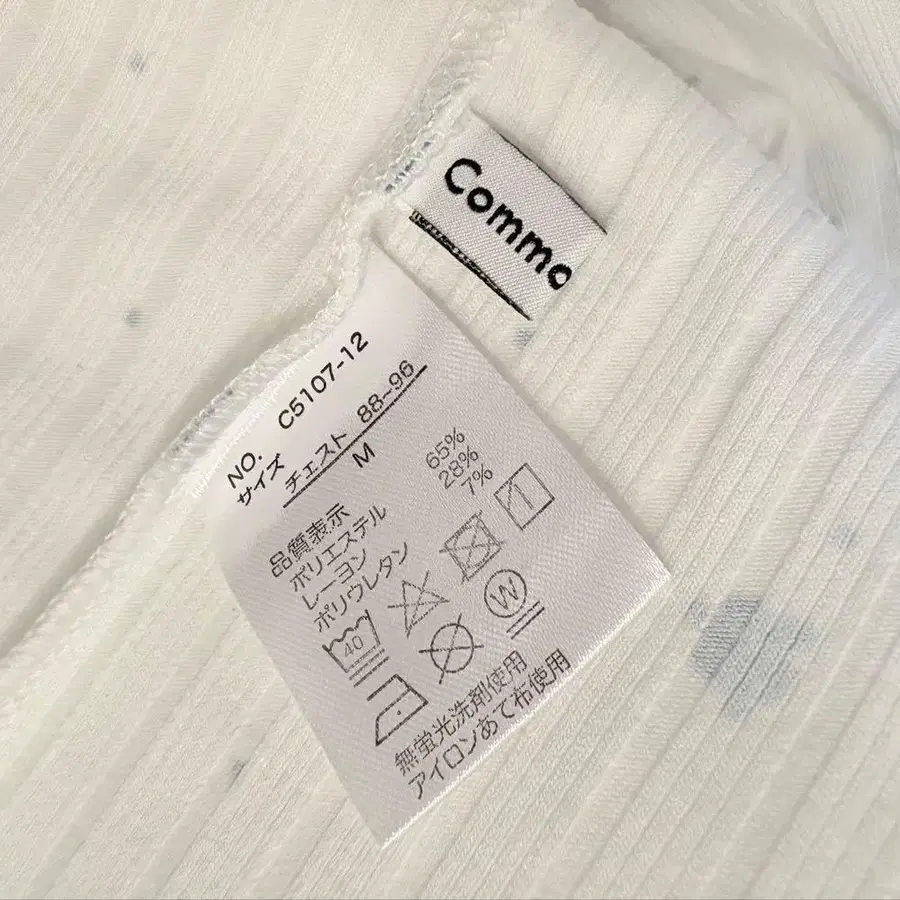 Commo
NO. C5107-12
サイズ
チェスト 88~96
M
品質表示
ポリエステル 65%
レーヨン 28%
ポリウレタン 7%
40
W
無蛍光洗剤使用
アイロンあて布使用